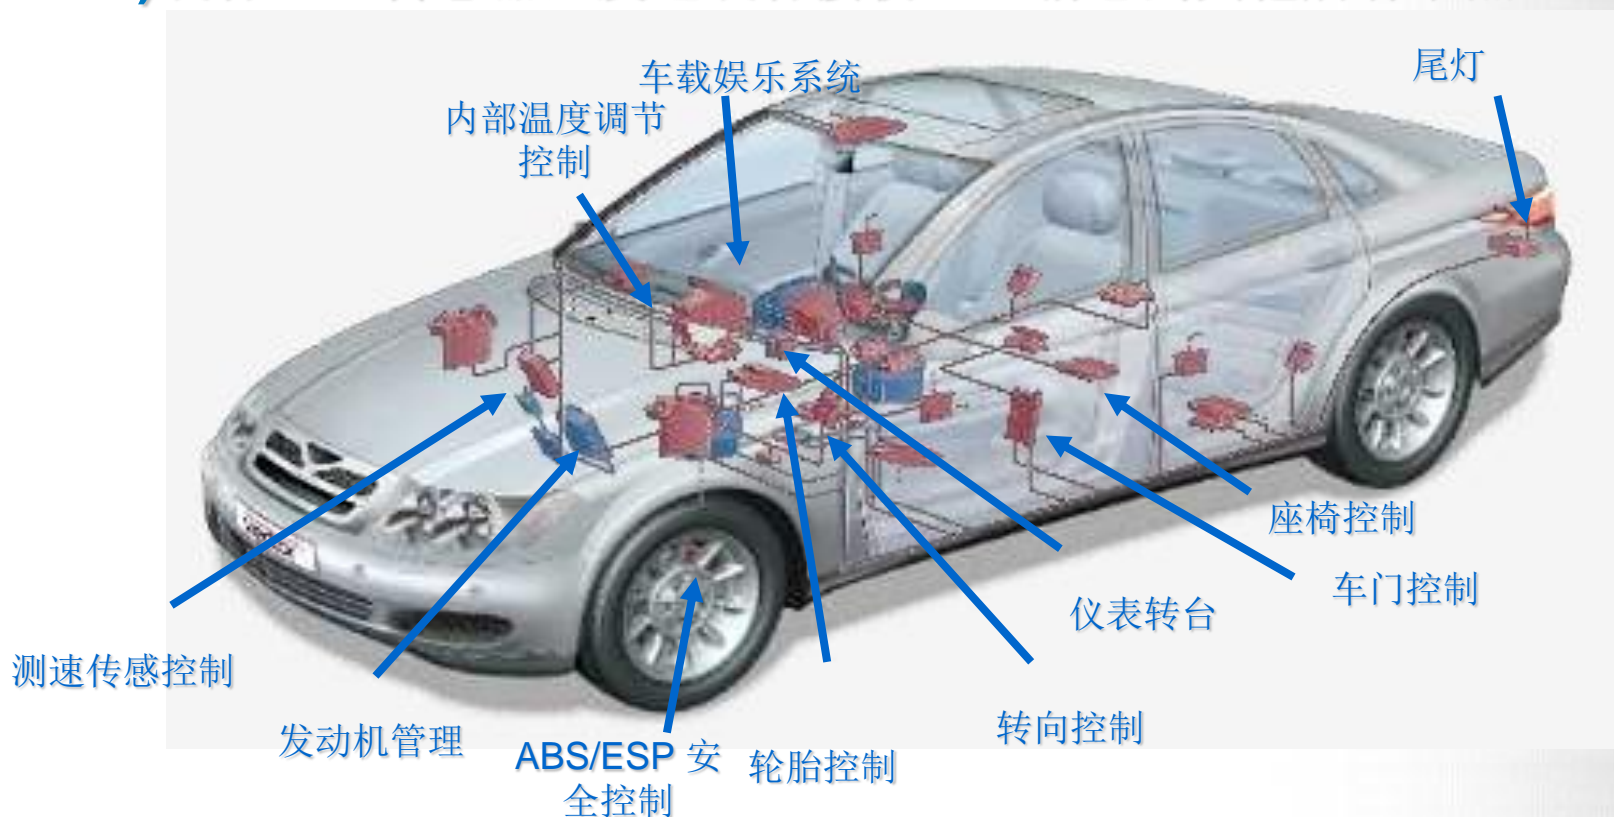 车载娱乐系统
尾灯
内部温度调节
控制
座椅控制
车门控制
仪表转台
测速传感控制
转向控制
发动机管理
ABS/ESP 安
全控制
轮胎控制